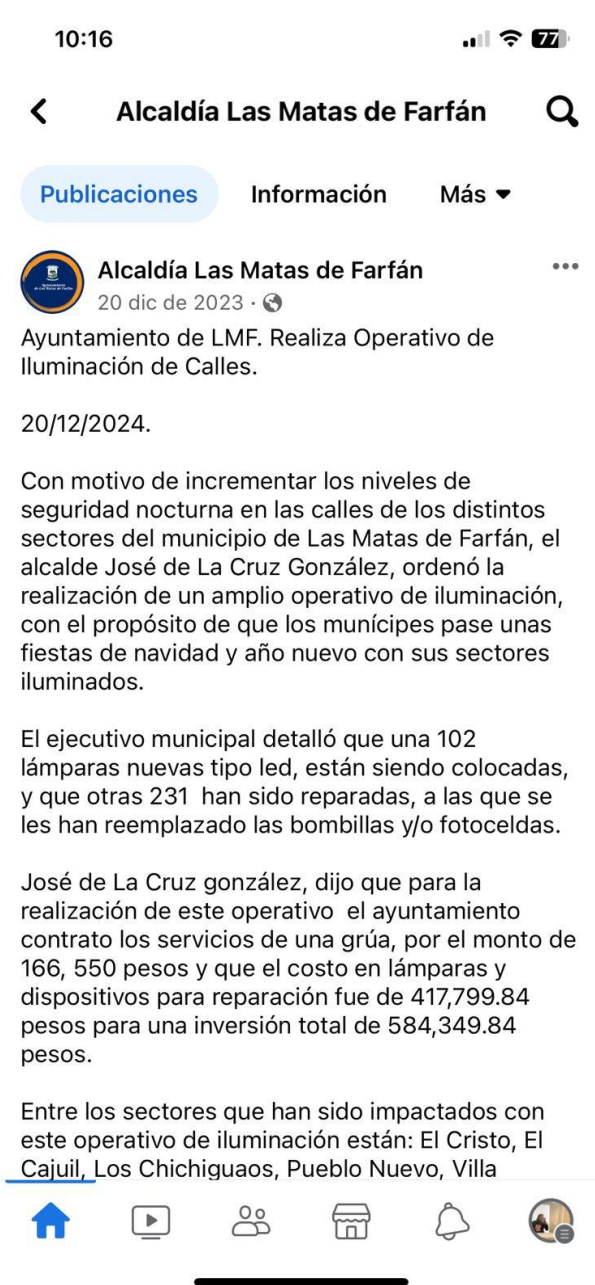 10:16
77
Alcaldía Las Matas de Farfán
Publicaciones
Información
Más
Alcaldía Las Matas de Farfán
20 dic de 2023 ·
Ayuntamiento de LMF. Realiza Operativo de
Iluminación de Calles.
20/12/2024.
Con motivo de incrementar los niveles de
seguridad nocturna en las calles de los distintos
sectores del municipio de Las Matas de Farfán, el
alcalde José de La Cruz González, ordenó la
realización de un amplio operativo de iluminación,
con el propósito de que los munícipes pase unas
fiestas de navidad y año nuevo con sus sectores
iluminados.
El ejecutivo municipal detalló que una 102
lámparas nuevas tipo led, están siendo colocadas,
y que otras 231  han sido reparadas, a las que se
les han reemplazado las bombillas y/o fotoceldas.
José de La Cruz gonzález, dijo que para la
realización de este operativo  el ayuntamiento
contrato los servicios de una grúa, por el monto de
166, 550 pesos y que el costo en lámparas y
dispositivos para reparación fue de 417,799.84
pesos para una inversión total de 584,349.84
pesos.
Entre los sectores que han sido impactados con
este operativo de iluminación están: El Cristo, El
Cajuil, Los Chichiguaos, Pueblo Nuevo, Villa